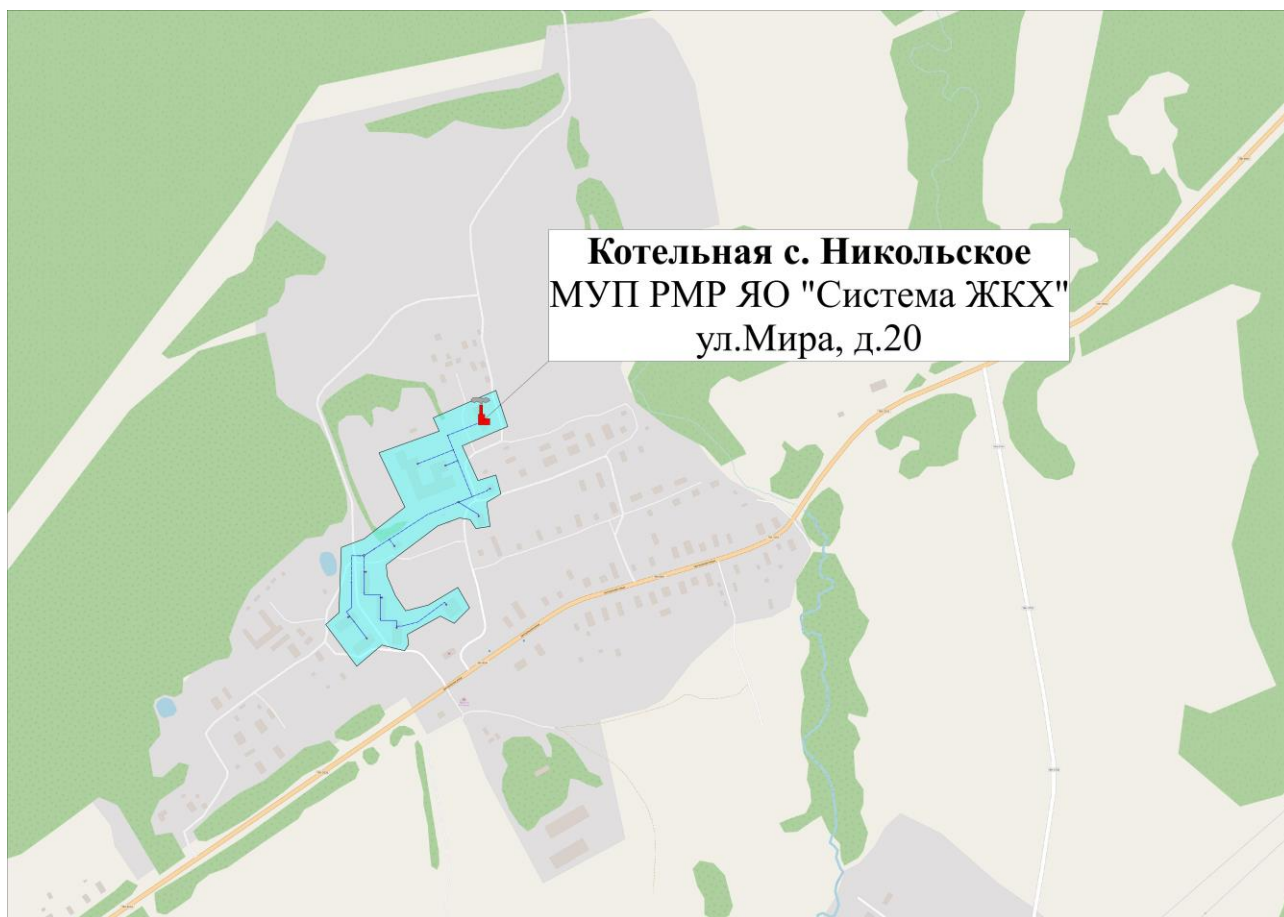 Котельная с. Никольское
МУП РМР ЯО "Система ЖКХ"
ул.Мира, д.20